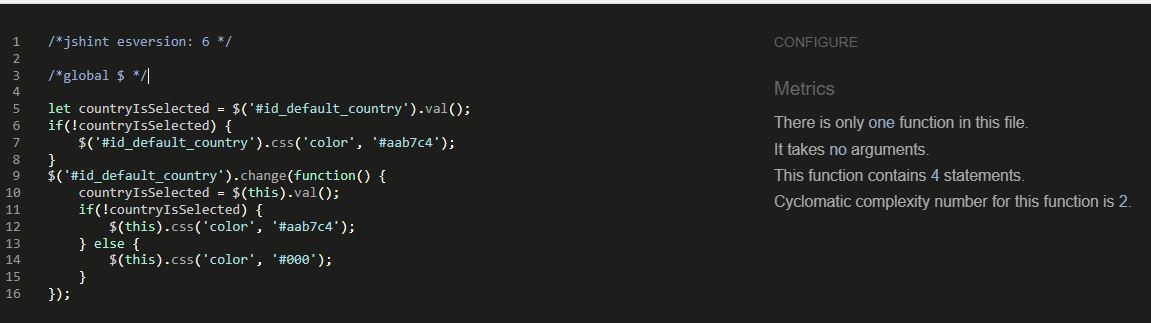 1 /*jshint esversion: 6 */
2
3 /*global $ */
4
5 let countryIsSelected = $('#id_default_country').val();
6 if(!countryIsSelected) {
7     $('#id_default_country').css('color', '#aab7c4');
8 }
9 $('#id_default_country').change(function() {
10     countryIsSelected = $(this).val();
11     if(!countryIsSelected) {
12         $(this).css('color', '#aab7c4');
13     } else {
14         $(this).css('color', '#000');
15     }
16 });
CONFIGURE
Metrics
There is only one function in this file.
It takes no arguments.
This function contains 4 statements.
Cyclomatic complexity number for this function is 2.